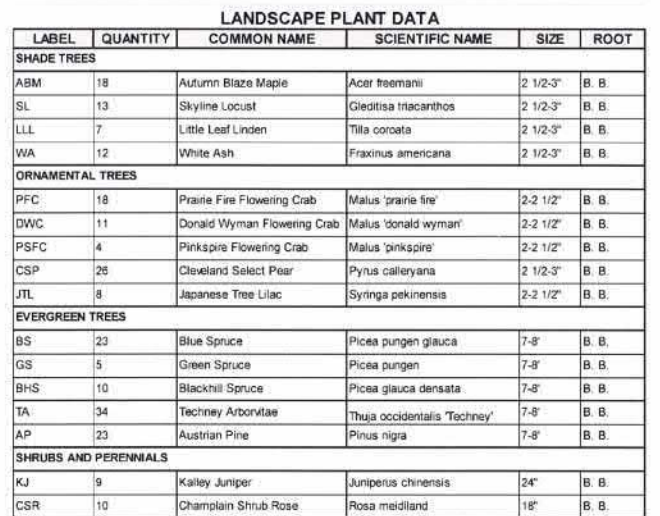 LANDSCAPE PLANT DATA
LABEL QUANTITY COMMON NAME SCIENTIFIC NAME SIZE ROOT
SHADE TREES
ABM 18 Autumn Blaze Maple Acer freemanii 2 1/2-3" B. B.
SL 13 Skyline Locust Gleditisa triacanthos 2 1/2-3" B. B.
LLL 7 Little Leaf Linden Tilla coroata 2 1/2-3" B. B.
WA 12 White Ash Fraxinus americana 2 1/2-3" B. B.
ORNAMENTAL TREES
PFC 18 Prairie Fire Flowering Crab Malus 'prairie fire' 2-2 1/2" B. B.
DWC 11 Donald Wyman Flowering Crab Malus 'donald wyman' 2-2 1/2" B. B.
PSFC 4 Pinkspire Flowering Crab Malus 'pinkspire' 2-2 1/2" B. B.
CSP 26 Cleveland Select Pear Pyrus calleryana 2 1/2-3" B. B.
JTL 8 Japanese Tree Lilac Syringa pekinensis 2-2 1/2" B. B.
EVERGREEN TREES
BS 23 Blue Spruce Picea pungen glauca 7-8' B. B.
GS 5 Green Spruce Picea pungen 7-8' B. B.
BHS 10 Blackhill Spruce Picea glauca densata 7-8' B. B.
TA 34 Techney Arborvitae Thuja occidentalis 'Techney' 7-8' B. B.
AP 23 Austrian Pine Pinus nigra 7-8' B. B.
SHRUBS AND PERENNIALS
KJ 9 Kalley Juniper Juniperus chinensis 24" B. B.
CSR 10 Champlain Shrub Rose Rosa meidiland 18" B. B.